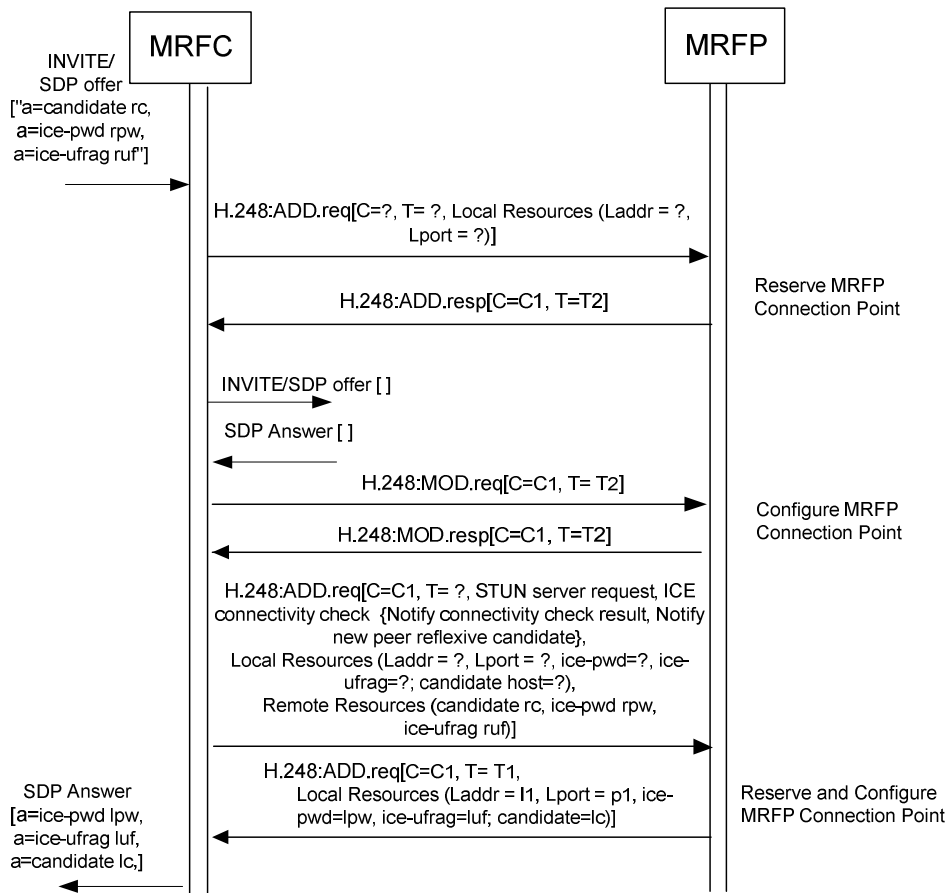 MRFC
MRFP
INVITE/
SDP offer
["a=candidate rc,
a=ice-pwd rpw,
a=ice-ufrag ruf"]
H.248:ADD.req[C=?, T= ?, Local Resources (Laddr = ?,
Lport = ?)]
H.248:ADD.resp[C=C1, T=T2]
Reserve MRFP
Connection Point
INVITE/SDP offer [ ]
SDP Answer [ ]
H.248:MOD.req[C=C1, T= T2]
H.248:MOD.resp[C=C1, T=T2]
Configure MRFP
Connection Point
H.248:ADD.req[C=C1, T= ?, STUN server request, ICE
connectivity check {Notify connectivity check result, Notify
new peer reflexive candidate},
Local Resources (Laddr = ?, Lport = ?, ice-pwd=?, ice-
ufrag=?; candidate host=?),
Remote Resources (candidate rc, ice-pwd rpw,
ice-ufrag ruf)]
H.248:ADD.req[C=C1, T= T1,
Local Resources (Laddr = l1, Lport = p1, ice-
pwd=lpw, ice-ufrag=luf; candidate=lc)]
Reserve and Configure
MRFP Connection Point
SDP Answer
[a=ice-pwd lpw,
a=ice-ufrag luf,
a=candidate lc,]